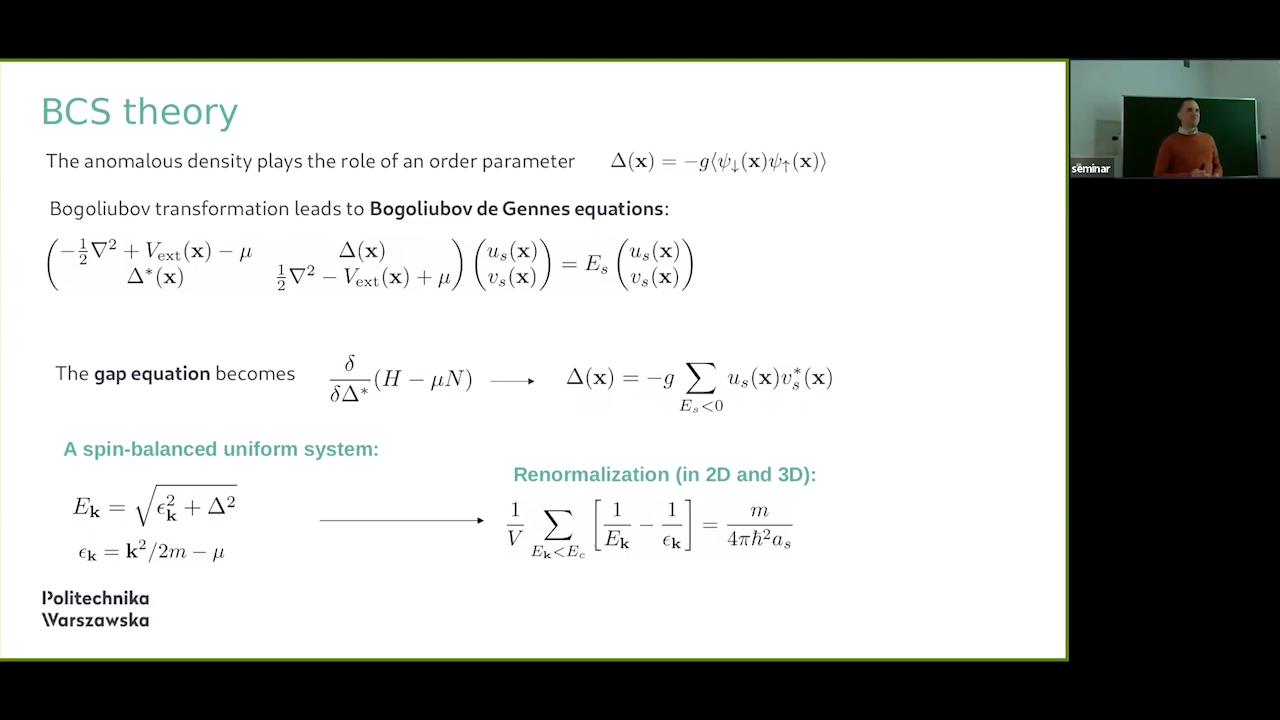 BCS theory
The anomalous density plays the role of an order parameter Δ(x) = −g⟨ψ↓(x)ψ↑(x)⟩
Bogoliubov transformation leads to Bogoliubov de Gennes equations:
( −½∇² + V_ext(x) − μ  Δ(x) ) ( u_s(x) ) = E_s ( u_s(x) )
( Δ*(x)  ½∇² − V_ext(x) + μ ) ( v_s(x) ) ( v_s(x) )
The gap equation becomes δ/δΔ* (H − μN) → Δ(x) = −g ∑_{E_s<0} u_s(x)v_s*(x)
A spin-balanced uniform system:
Renormalization (in 2D and 3D):
E_k = √(ϵ_k² + Δ²) → 1/V ∑_{E_k<E_c} [1/E_k − 1/ϵ_k] = m/4πħ²a_s
ϵ_k = k²/2m − μ
Politechnika
Warszawska
seminar